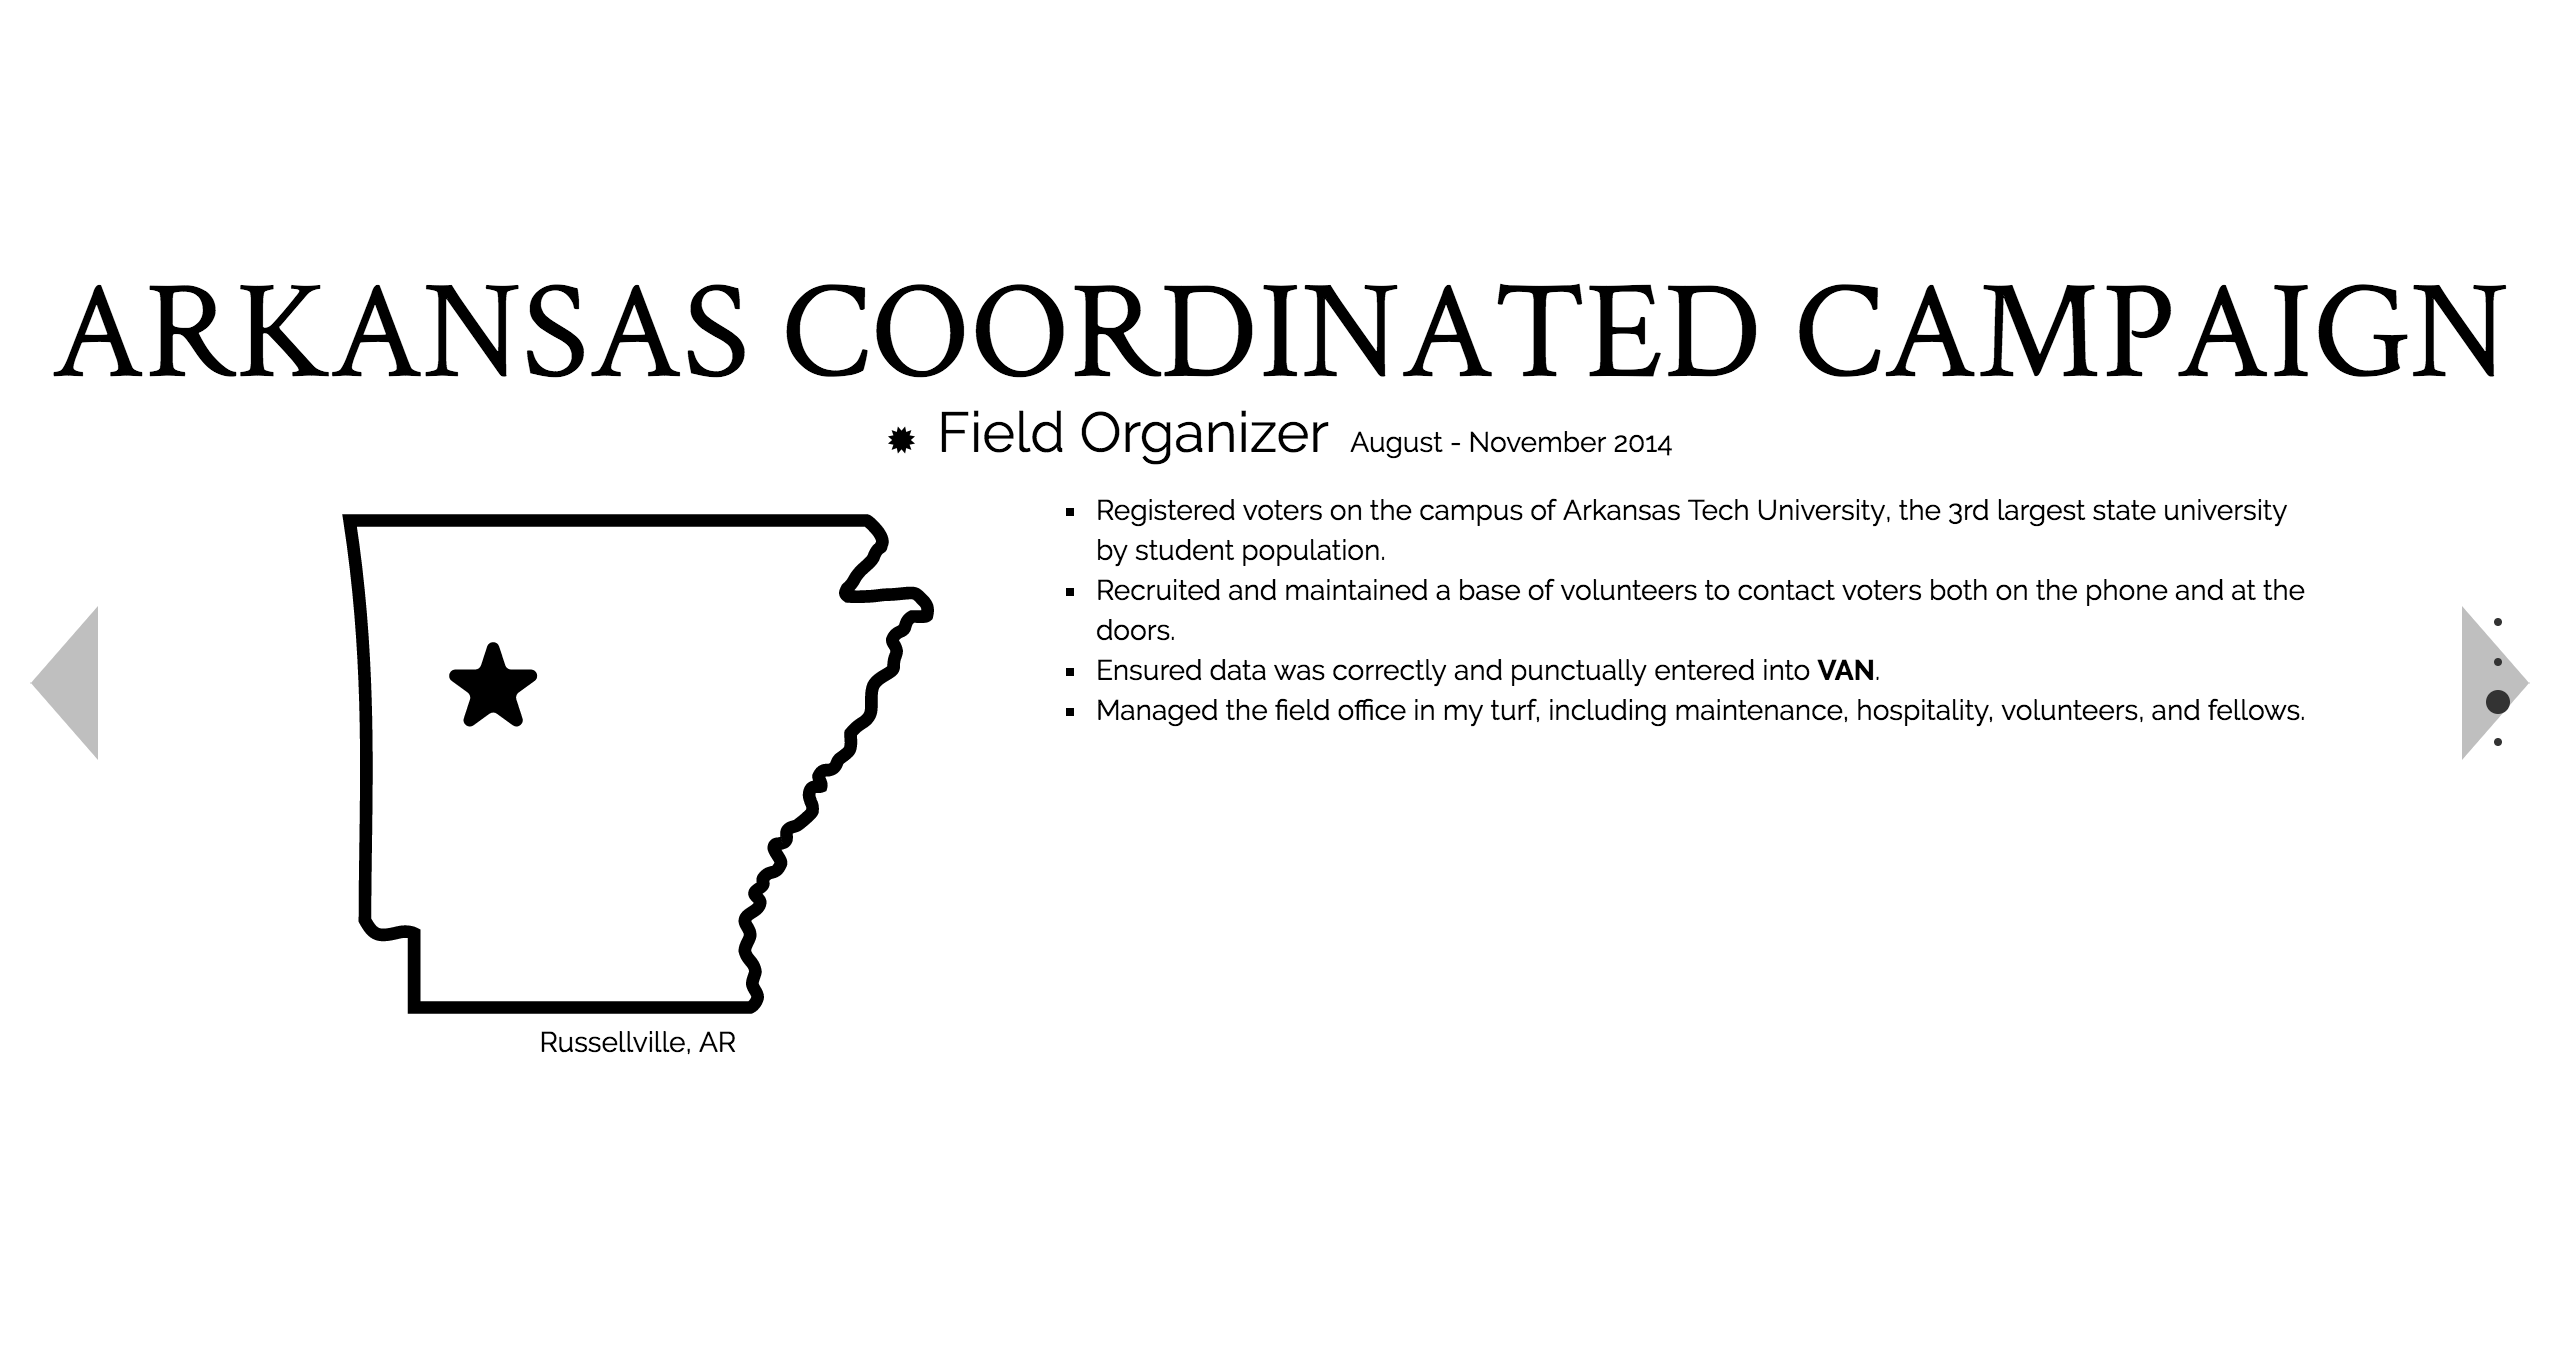 ARKANSAS COORDINATED CAMPAIGN
Field Organizer August - November 2014
Registered voters on the campus of Arkansas Tech University, the 3rd largest state university
by student population.
Recruited and maintained a base of volunteers to contact voters both on the phone and at the
doors.
Ensured data was correctly and punctually entered into VAN.
Managed the field office in my turf, including maintenance, hospitality, volunteers, and fellows.
Russellville, AR